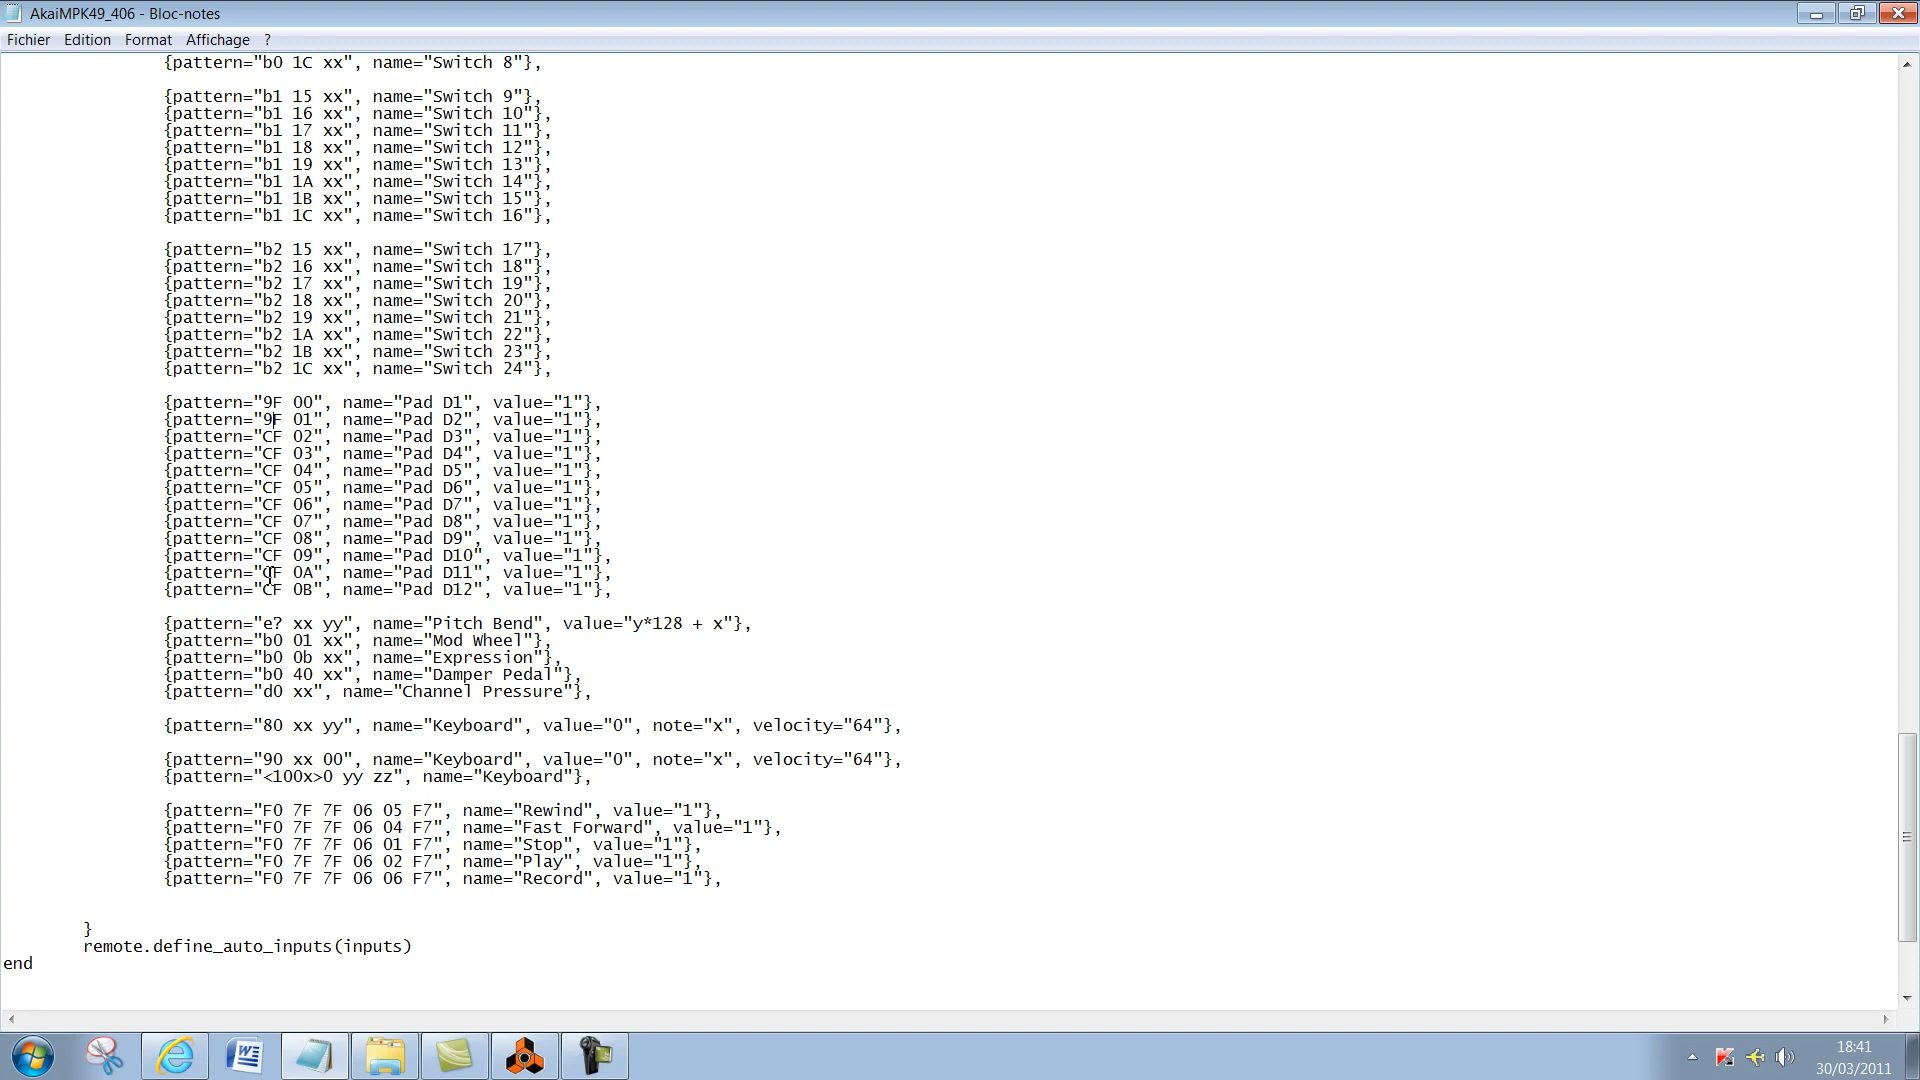 AkaiMPK49_406 - Bloc-notes
Fichier Edition Format Affichage ?
{pattern="b0 1C xx", name="Switch 8"},
{pattern="b1 15 xx", name="Switch 9"},
{pattern="b1 16 xx", name="Switch 10"},
{pattern="b1 17 xx", name="Switch 11"},
{pattern="b1 18 xx", name="Switch 12"},
{pattern="b1 19 xx", name="Switch 13"},
{pattern="b1 1A xx", name="Switch 14"},
{pattern="b1 1B xx", name="Switch 15"},
{pattern="b1 1C xx", name="Switch 16"},
{pattern="b2 15 xx", name="Switch 17"},
{pattern="b2 16 xx", name="Switch 18"},
{pattern="b2 17 xx", name="Switch 19"},
{pattern="b2 18 xx", name="Switch 20"},
{pattern="b2 19 xx", name="Switch 21"},
{pattern="b2 1A xx", name="Switch 22"},
{pattern="b2 1B xx", name="Switch 23"},
{pattern="b2 1C xx", name="Switch 24"},
{pattern="9F 00", name="Pad D1", value="1"},
{pattern="9F 01", name="Pad D2", value="1"},
{pattern="CF 02", name="Pad D3", value="1"},
{pattern="CF 03", name="Pad D4", value="1"},
{pattern="CF 04", name="Pad D5", value="1"},
{pattern="CF 05", name="Pad D6", value="1"},
{pattern="CF 06", name="Pad D7", value="1"},
{pattern="CF 07", name="Pad D8", value="1"},
{pattern="CF 08", name="Pad D9", value="1"},
{pattern="CF 09", name="Pad D10", value="1"},
{pattern="CF 0A", name="Pad D11", value="1"},
{pattern="CF 0B", name="Pad D12", value="1"},
{pattern="e? xx yy", name="Pitch Bend", value="y*128 + x"},
{pattern="b0 01 xx", name="Mod Wheel"},
{pattern="b0 0b xx", name="Expression"},
{pattern="b0 40 xx", name="Damper Pedal"},
{pattern="d0 xx", name="Channel Pressure"},
{pattern="80 xx yy", name="Keyboard", value="0", note="x", velocity="64"},
{pattern="90 xx 00", name="Keyboard", value="0", note="x", velocity="64"},
{pattern="<100x>0 yy zz", name="Keyboard"},
{pattern="F0 7F 7F 06 05 F7", name="Rewind", value="1"},
{pattern="F0 7F 7F 06 04 F7", name="Fast Forward", value="1"},
{pattern="F0 7F 7F 06 01 F7", name="Stop", value="1"},
{pattern="F0 7F 7F 06 02 F7", name="Play", value="1"},
{pattern="F0 7F 7F 06 06 F7", name="Record", value="1"},
}
remote.define_auto_inputs(inputs)
end
18:41
30/03/2011